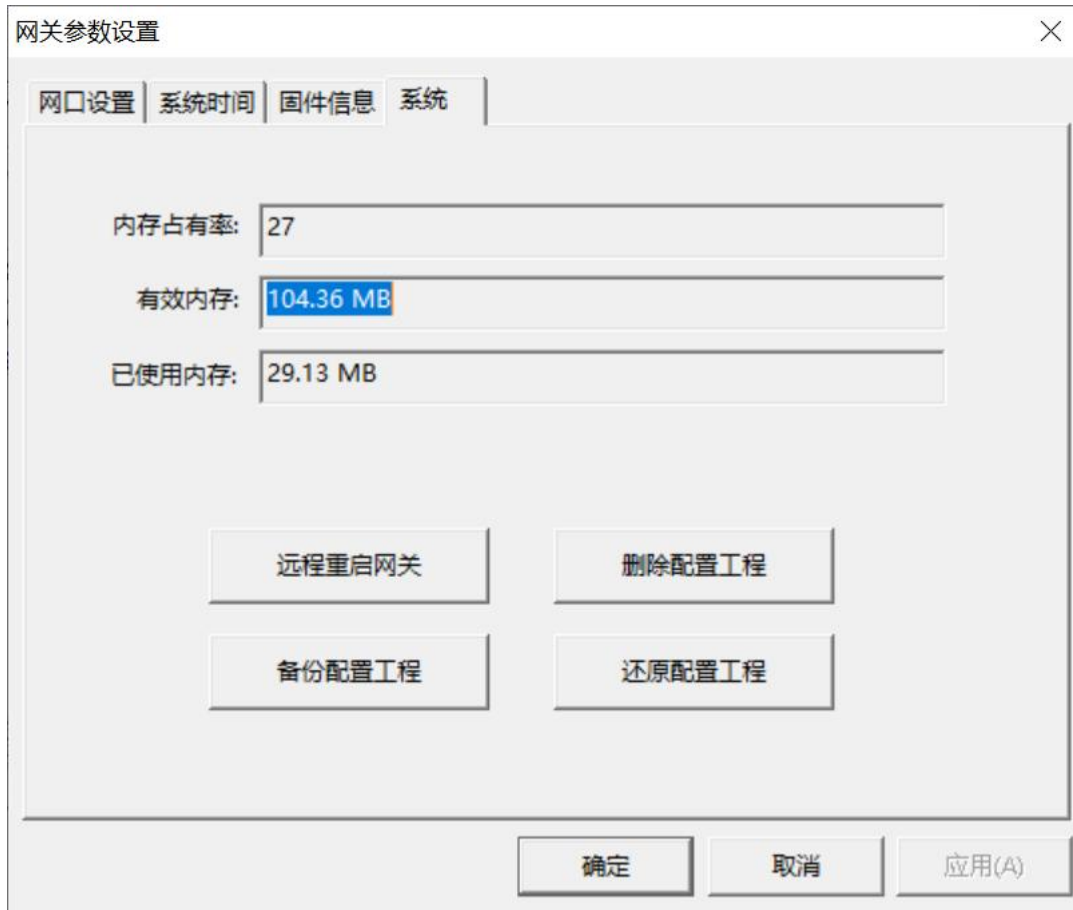 网关参数设置
网口设置 系统时间 固件信息 系统
内存占有率: 27
有效内存: 104.36 MB
已使用内存: 29.13 MB
远程重启网关 删除配置工程
备份配置工程 还原配置工程
确定 取消 应用(A)